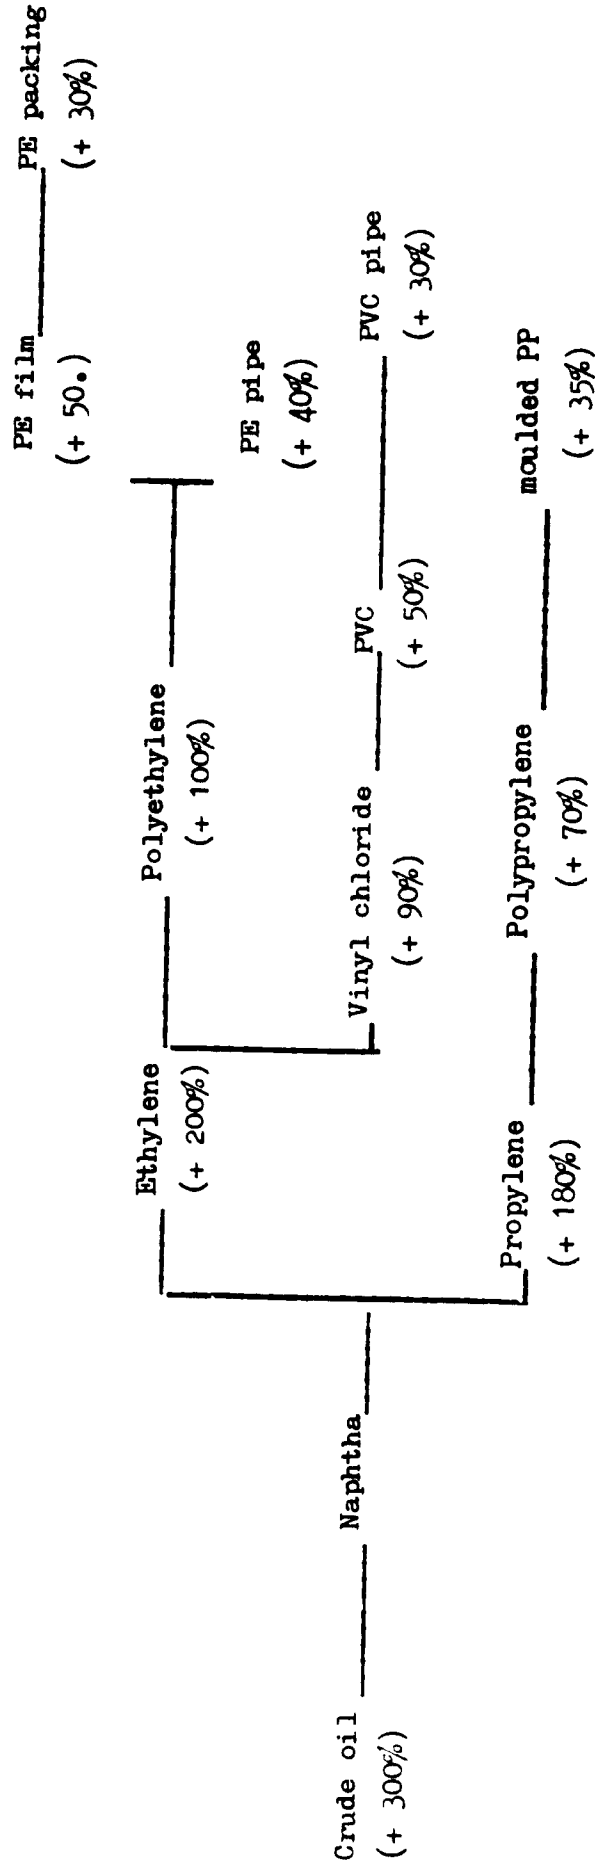 PE film
(+ 50.)
PE packing
(+ 30%)
PE pipe
(+ 40%)
Polyethylene
(+ 100%)
Ethylene
(+ 200%)
Vinyl chloride
(+ 90%)
PVC
(+ 50%)
PVC pipe
(+ 30%)
Crude oil
(+ 300%)
Naphtha
Propylene
(+ 180%)
Polypropylene
(+ 70%)
moulded PP
(+ 35%)